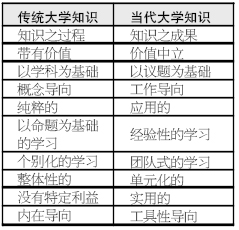 传统大学知识 当代大学知识
知识之过程 知识之成果
带有价值 价值中立
以学科为基础 以议题为基础
概念导向 工作导向
纯粹的 应用的
以命题为基础
的学习 经验性的学习
个别化的学习 团队式的学习
整体性的 单元化的
没有特定利益 实用的
内在导向 工具性导向